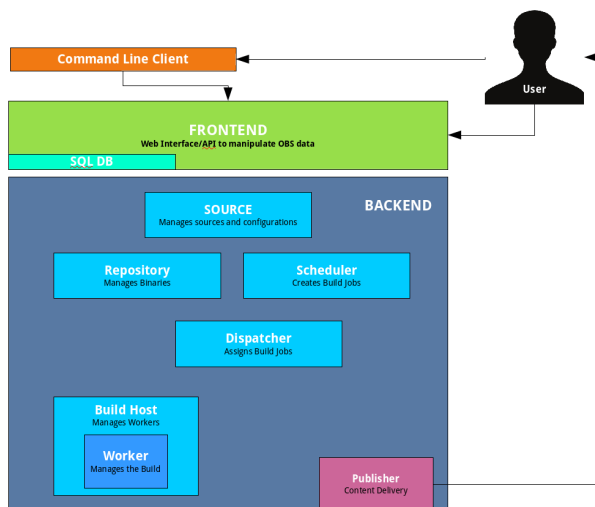 Command Line Client
User
FRONTEND
Web Interface/API to manipulate OBS data
SQL DB
BACKEND
SOURCE
Manages sources and configurations
Repository
Manages Binaries
Scheduler
Creates Build Jobs
Dispatcher
Assigns Build Jobs
Build Host
Manages Workers
Worker
Manages the Build
Publisher
Content Delivery